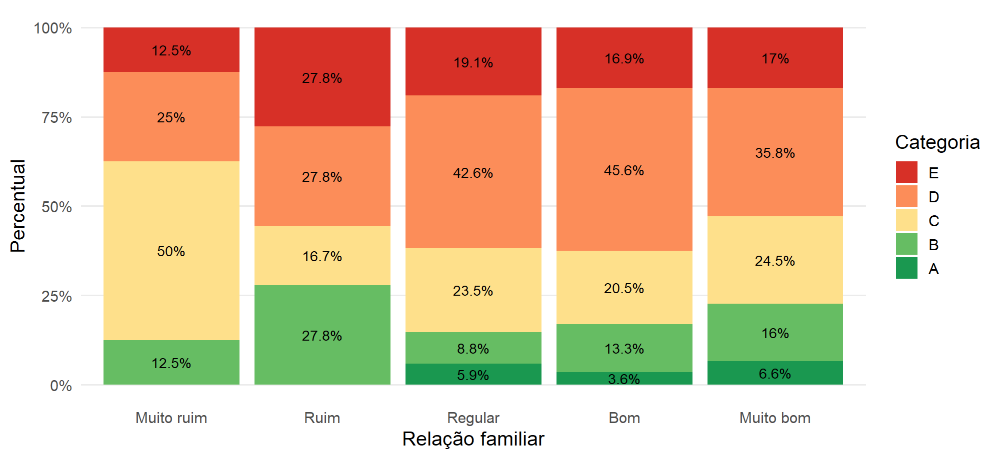 100%
75%
50%
25%
0%
Percentual
12.5%
25%
50%
12.5%
27.8%
27.8%
16.7%
27.8%
19.1%
42.6%
23.5%
8.8%
5.9%
16.9%
45.6%
20.5%
13.3%
3.6%
17%
35.8%
24.5%
16%
6.6%
Muito ruim
Ruim
Regular
Bom
Muito bom
Relação familiar
Categoria
E
D
C
B
A